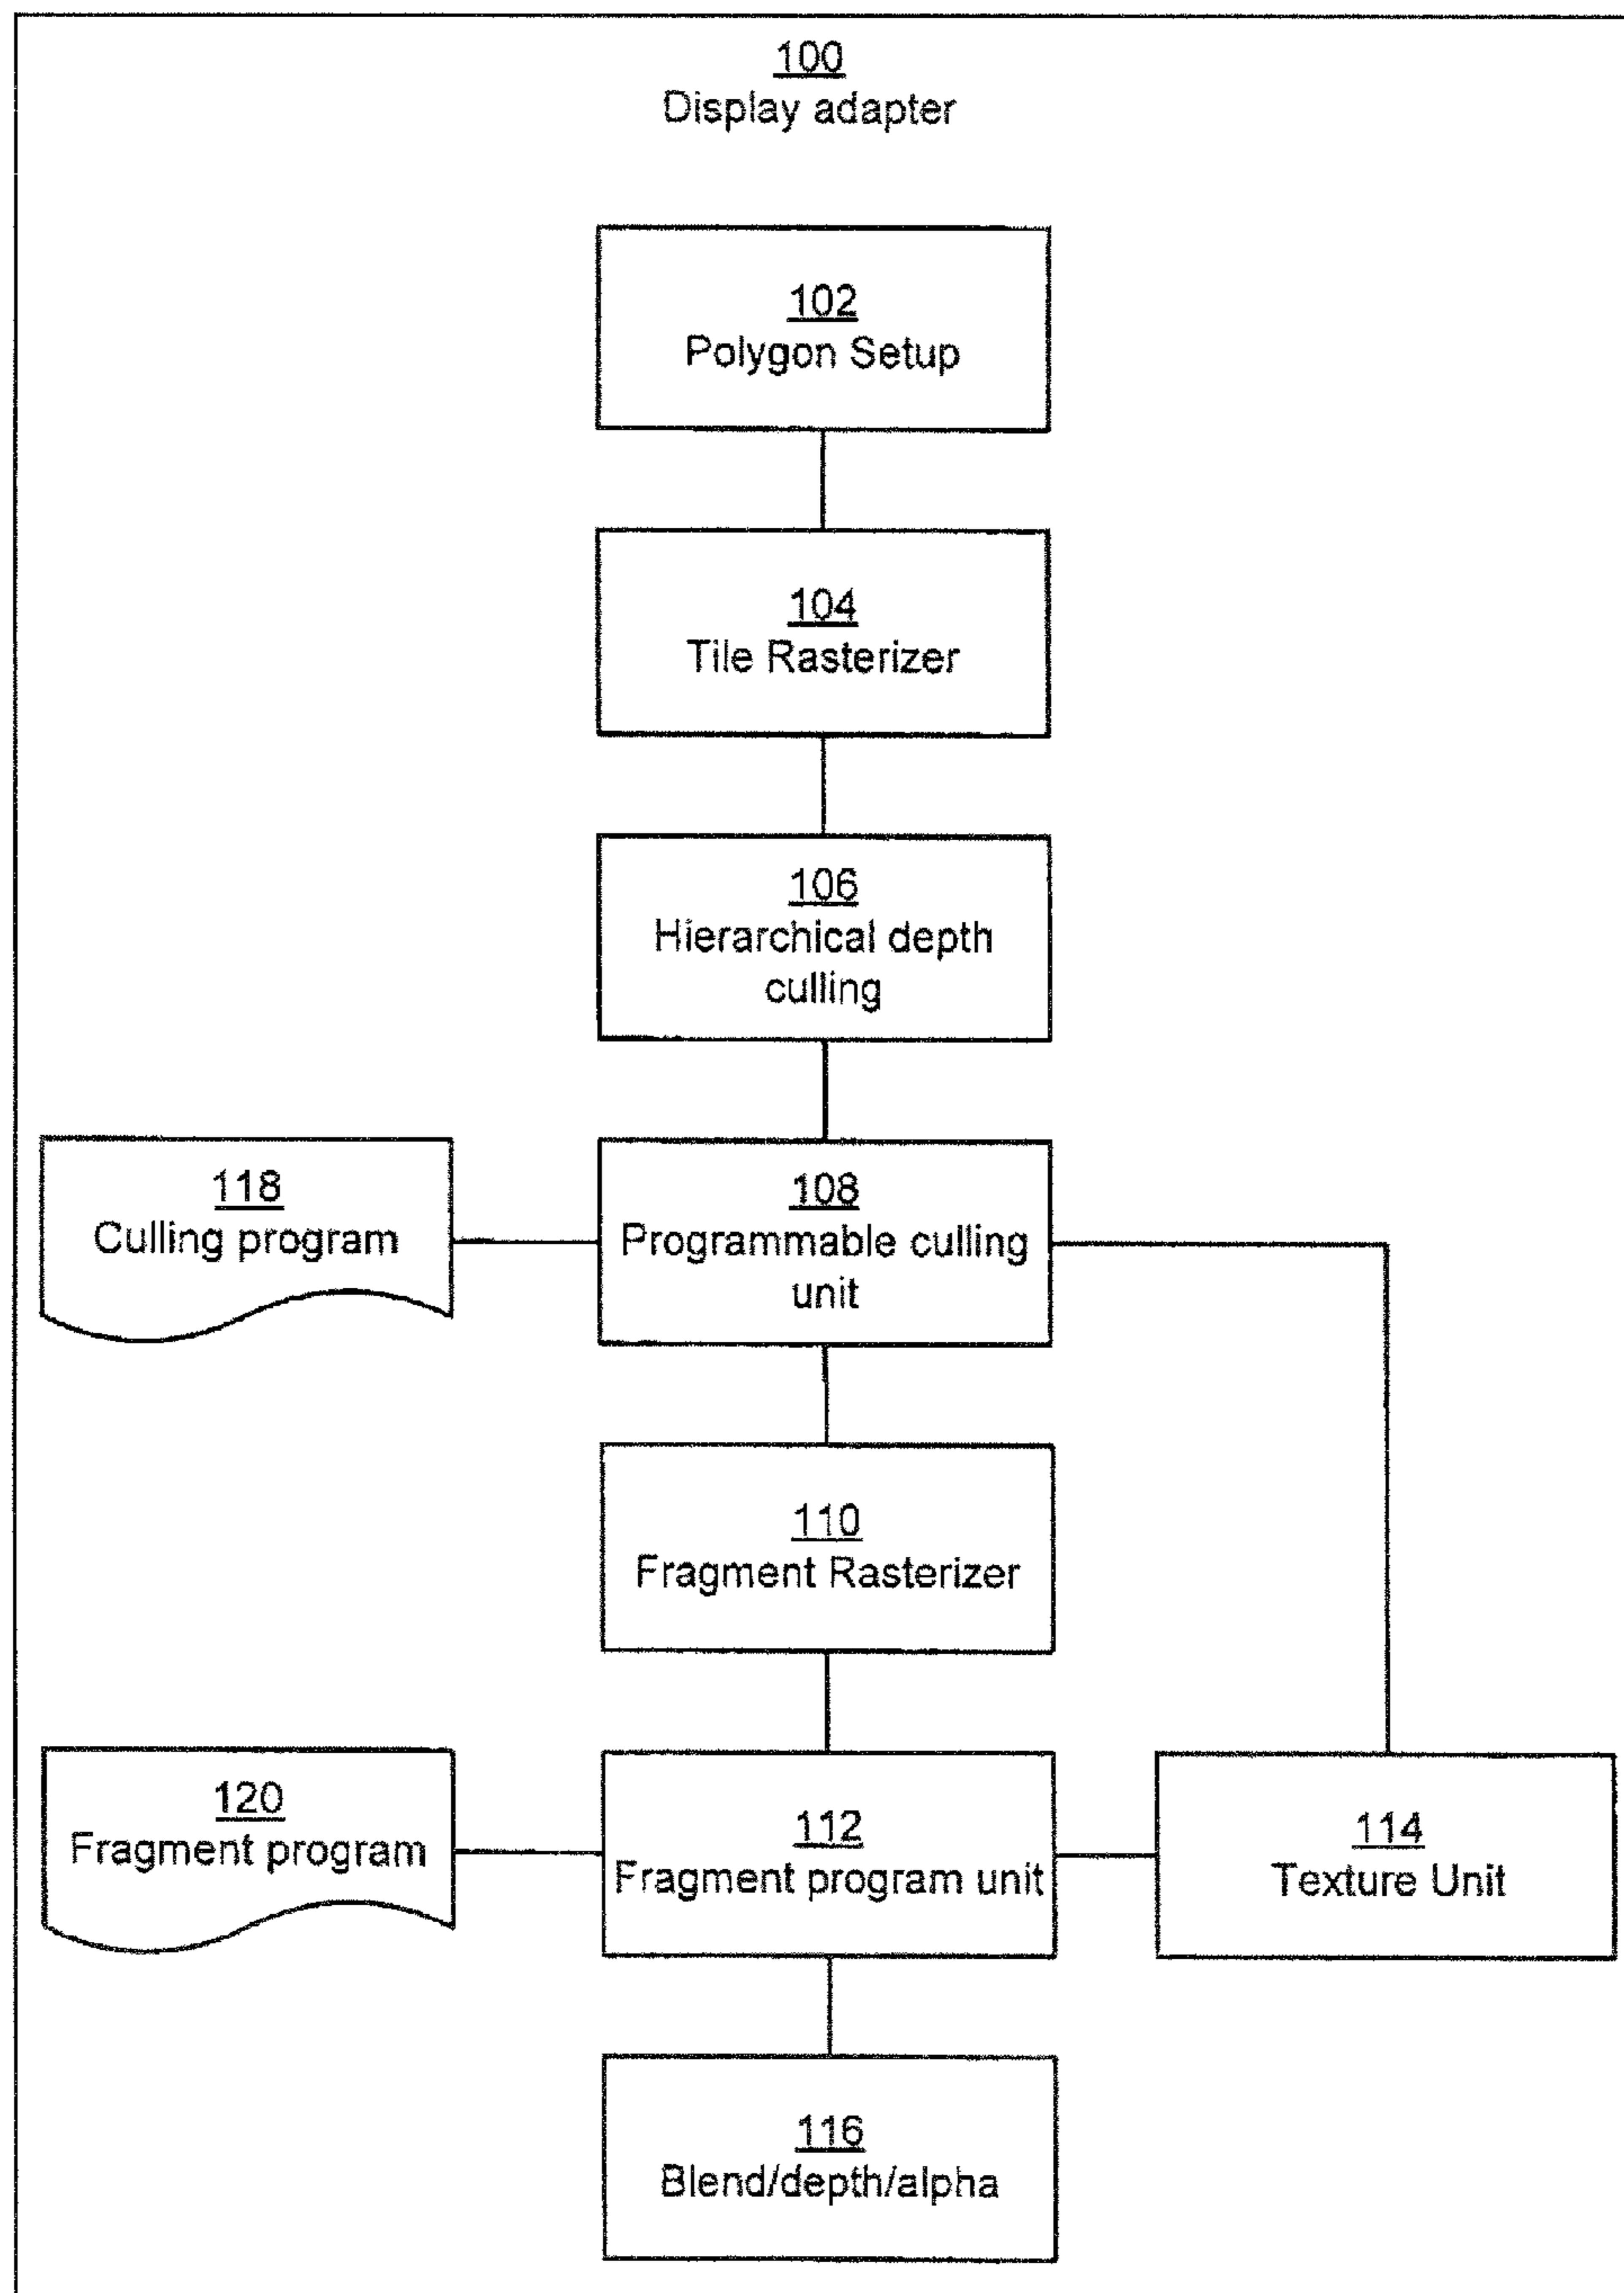 100
Display adapter
102
Polygon Setup
104
Tile Rasterizer
106
Hierarchical depth
culling
118
Culling program
108
Programmable culling
unit
110
Fragment Rasterizer
120
Fragment program
112
Fragment program unit
114
Texture Unit
116
Blend/depth/alpha